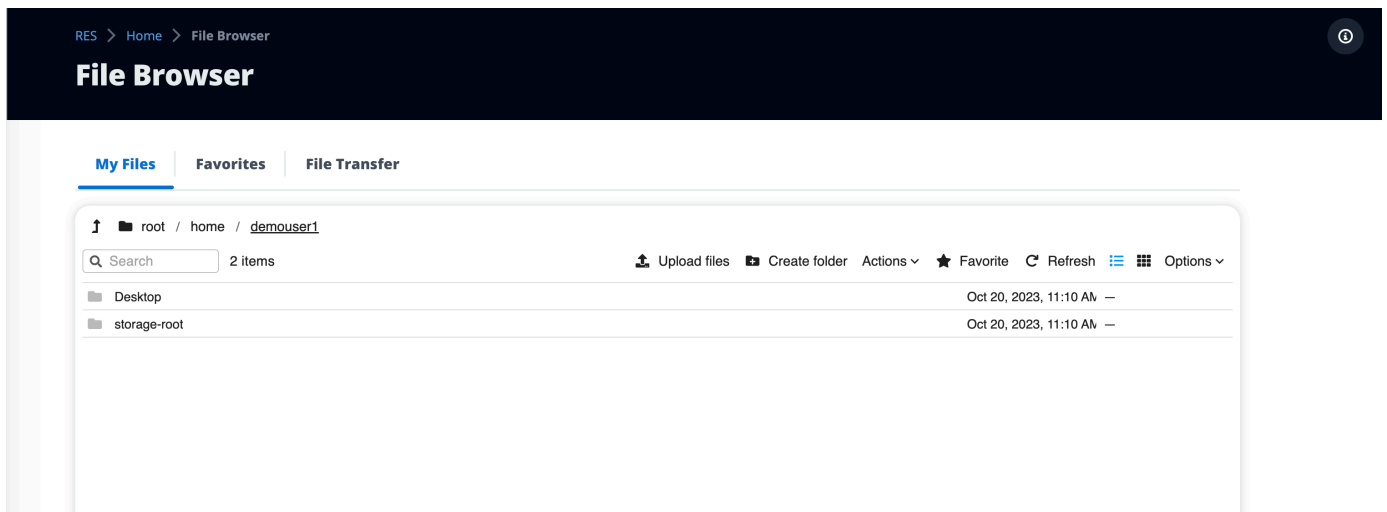 RES > Home > File Browser
File Browser
My Files Favorites File Transfer
root / home / demouser1
Search 2 items Upload files Create folder Actions Favorite Refresh Options
Desktop Oct 20, 2023, 11:10 AM —
storage-root Oct 20, 2023, 11:10 AM —